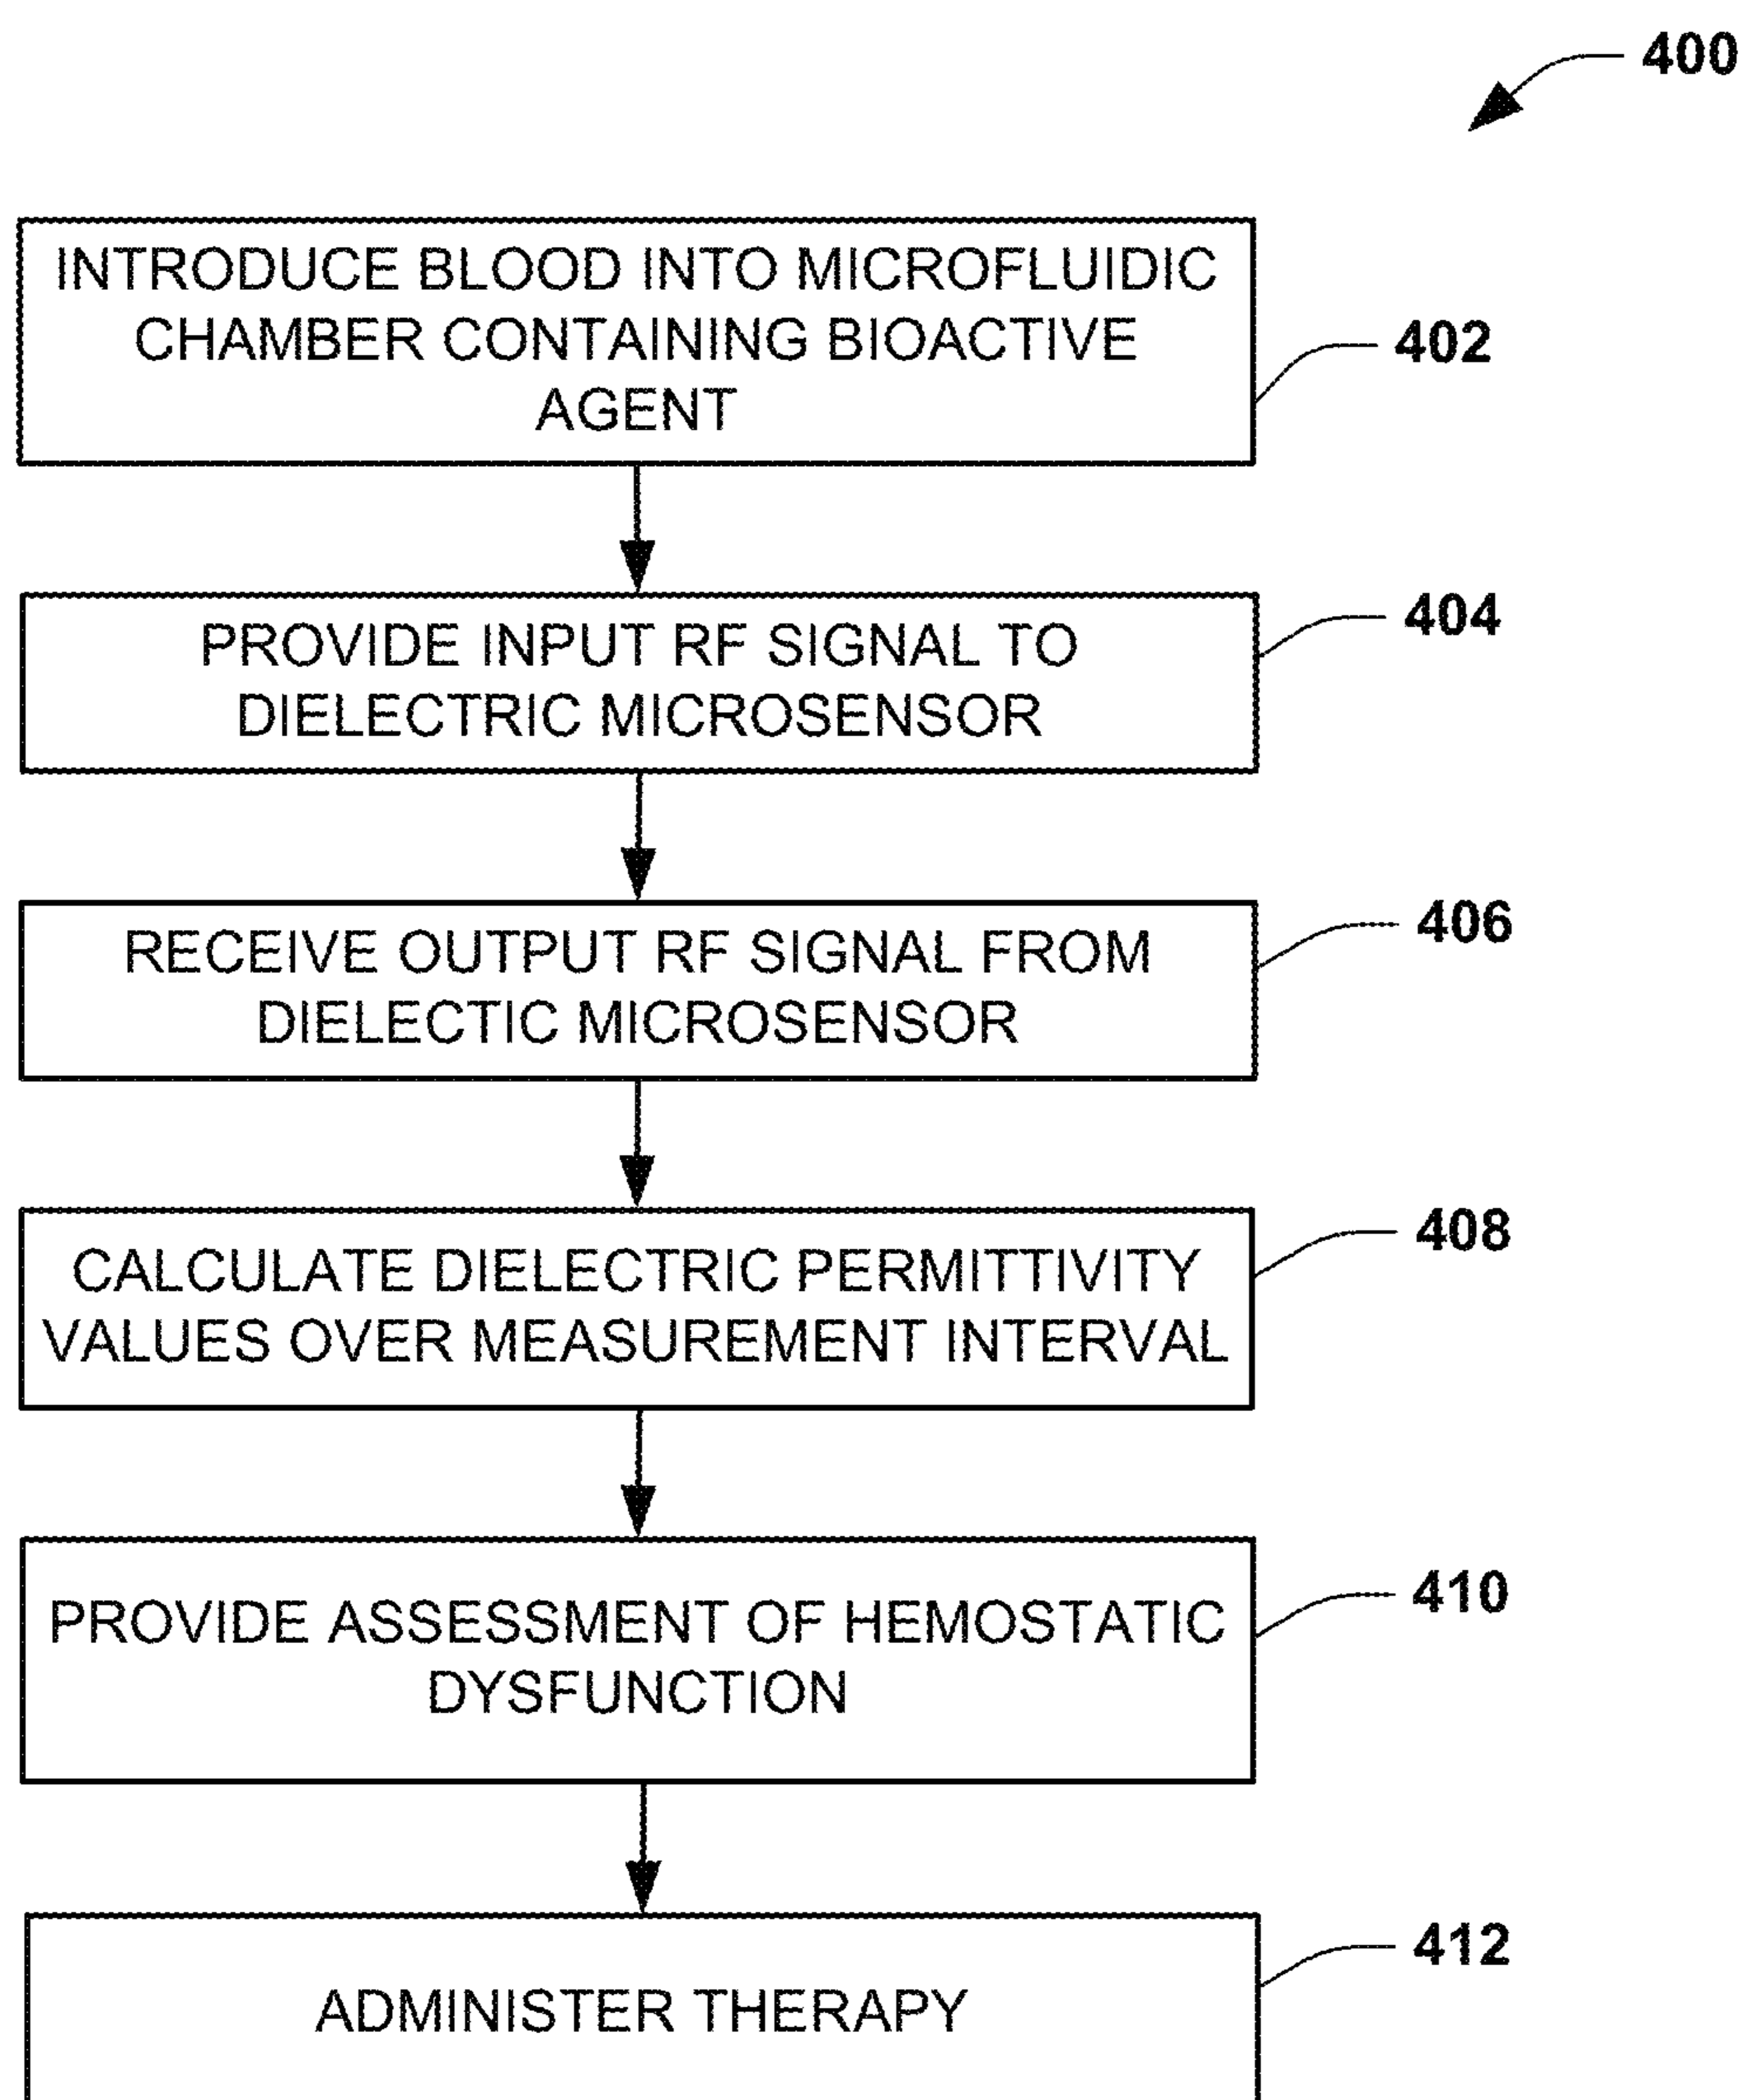 400
INTRODUCE BLOOD INTO MICROFLUIDIC
CHAMBER CONTAINING BIOACTIVE
AGENT
402
PROVIDE INPUT RF SIGNAL TO
DIELECTRIC MICROSENSOR
404
RECEIVE OUTPUT RF SIGNAL FROM
DIELECTIC MICROSENSOR
406
CALCULATE DIELECTRIC PERMITTIVITY
VALUES OVER MEASUREMENT INTERVAL
408
PROVIDE ASSESSMENT OF HEMOSTATIC
DYSFUNCTION
410
ADMINISTER THERAPY
412